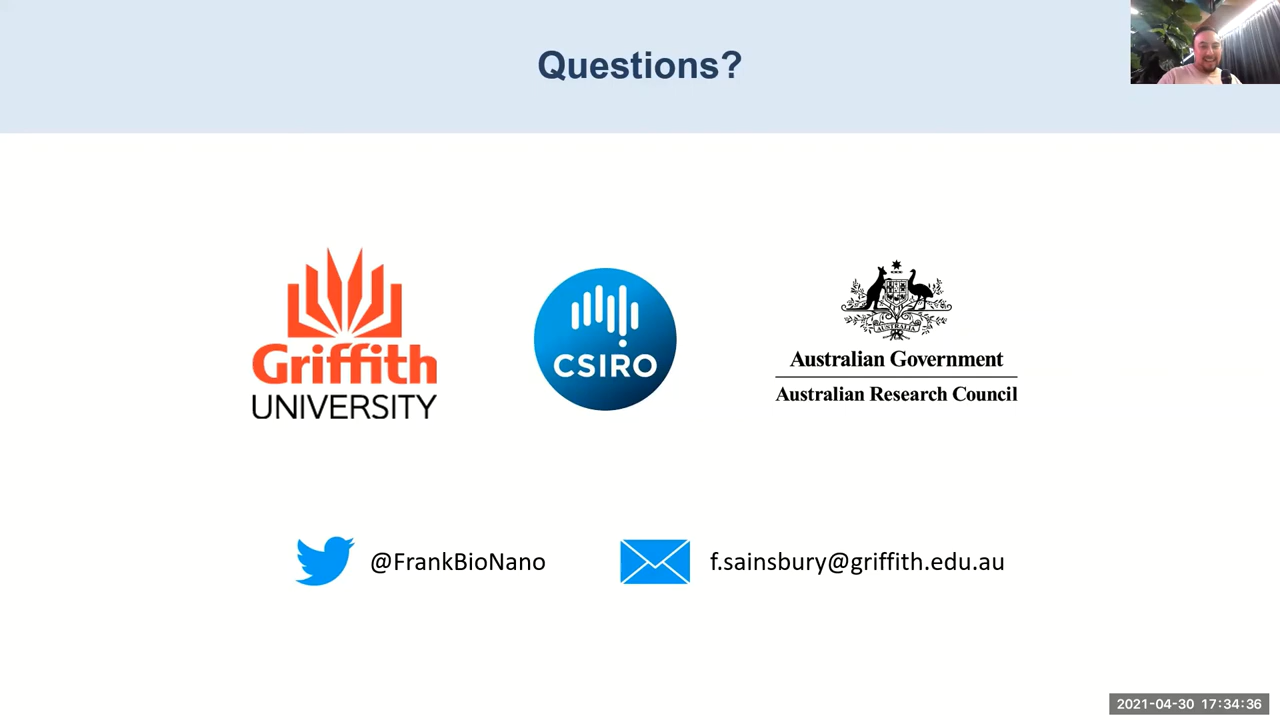 Questions?
Griffith
UNIVERSITY
CSIRO
AUSTRALIA
Australian Government
Australian Research Council
@FrankBioNano
f.sainsbury@griffith.edu.au
2021-04-30 17:34:36